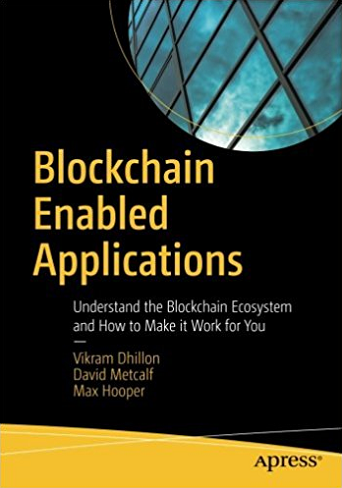 Blockchain
Enabled
Applications
Understand the Blockchain Ecosystem
and How to Make it Work for You
—
Vikram Dhillon
David Metcalf
Max Hooper
APRESS®